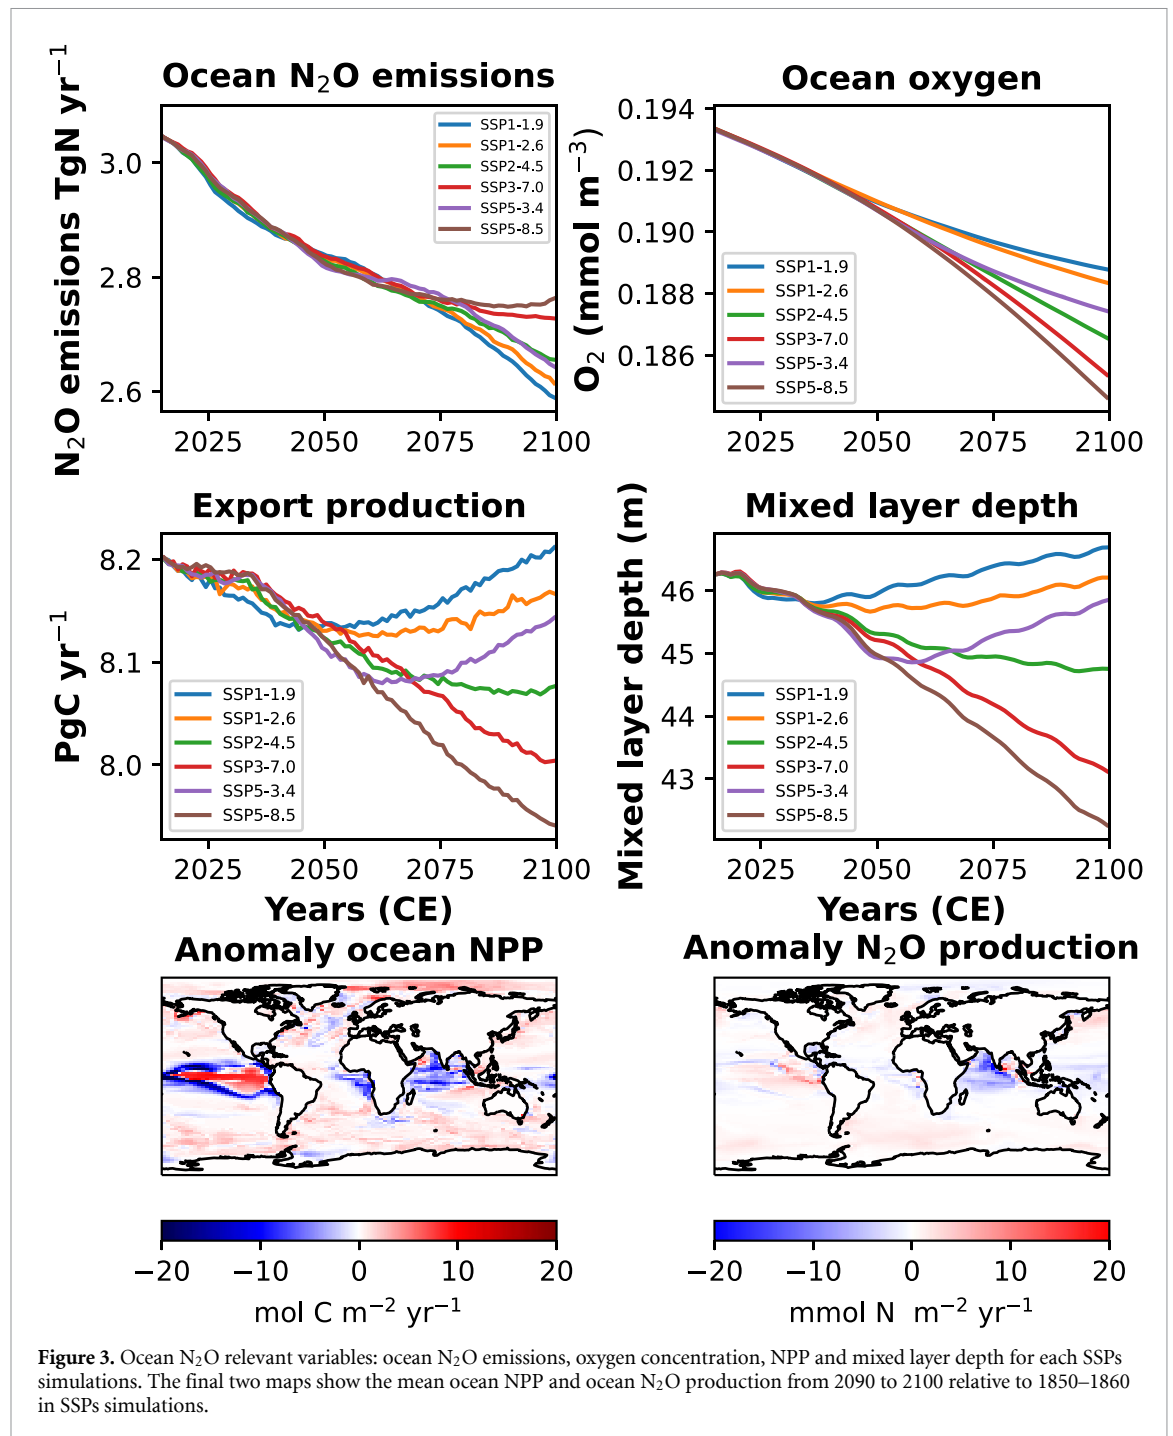 Ocean N₂O emissions
N₂O emissions TgN yr⁻¹
3.0
2.8
2.6
SSP1-1.9
SSP1-2.6
SSP2-4.5
SSP3-7.0
SSP5-3.4
SSP5-8.5
2025 2050 2075 2100
Ocean oxygen
O₂ (mmol m⁻³)
0.194
0.192
0.190
0.188
0.186
SSP1-1.9
SSP1-2.6
SSP2-4.5
SSP3-7.0
SSP5-3.4
SSP5-8.5
2025 2050 2075 2100
Export production
PgC yr⁻¹
8.2
8.1
8.0
SSP1-1.9
SSP1-2.6
SSP2-4.5
SSP3-7.0
SSP5-3.4
SSP5-8.5
2025 2050 2075 2100
Years (CE)
Mixed layer depth
Mixed layer depth (m)
46
45
44
43
SSP1-1.9
SSP1-2.6
SSP2-4.5
SSP3-7.0
SSP5-3.4
SSP5-8.5
2025 2050 2075 2100
Years (CE)
Anomaly ocean NPP
−20 −10 0 10 20
mol C m⁻² yr⁻¹
Anomaly N₂O production
−20 −10 0 10 20
mmol N m⁻² yr⁻¹
Figure 3. Ocean N₂O relevant variables: ocean N₂O emissions, oxygen concentration, NPP and mixed layer depth for each SSPs
simulations. The final two maps show the mean ocean NPP and ocean N₂O production from 2090 to 2100 relative to 1850–1860
in SSPs simulations.